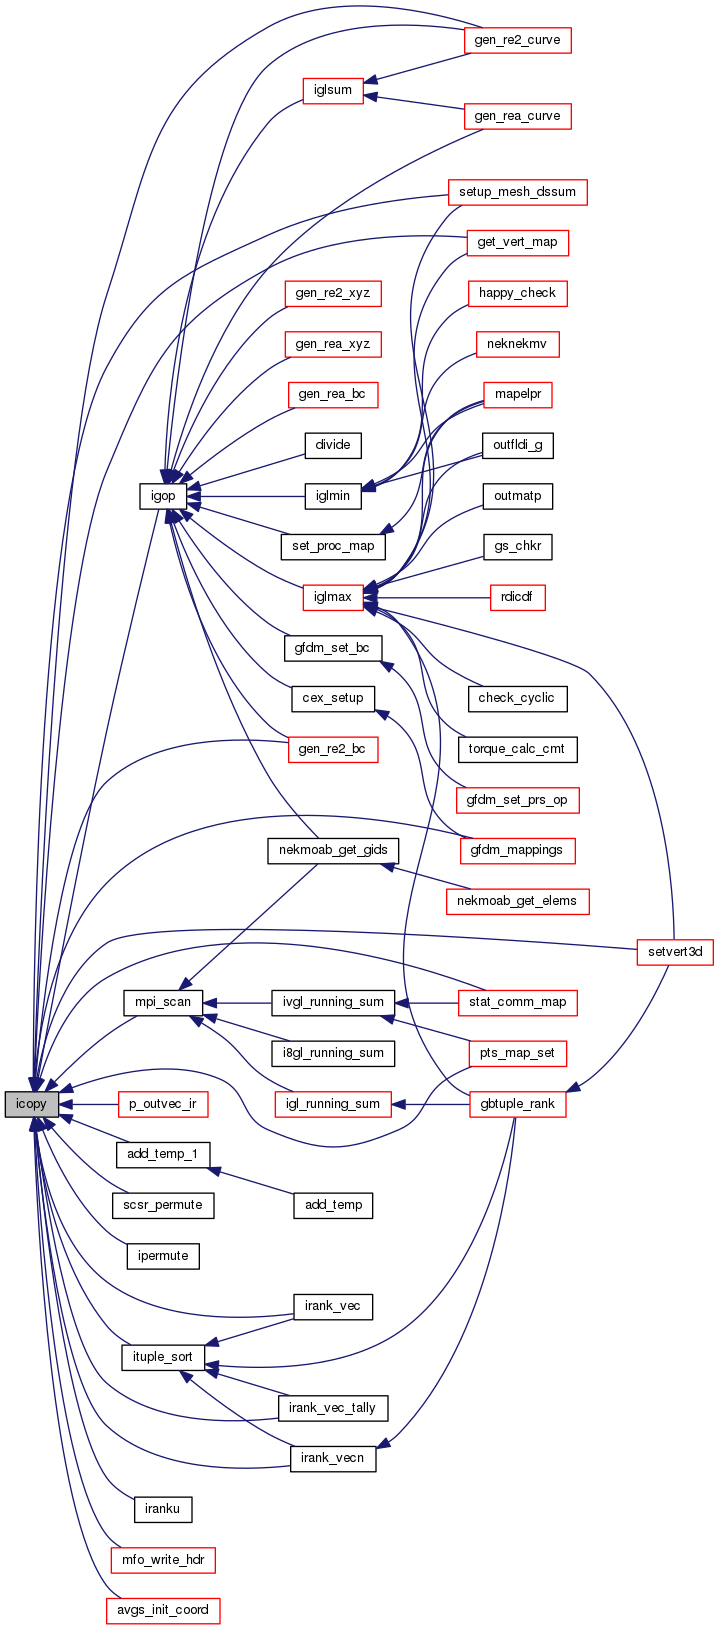 gen_re2_curve
iglsum
gen_rea_curve
setup_mesh_dssum
get_vert_map
gen_re2_xyz
happy_check
gen_rea_xyz
neknekmv
gen_rea_bc
mapelpr
divide
outfldi_g
igop
iglmin
outmatp
set_proc_map
gs_chkr
iglmax
rdicdf
gfdm_set_bc
cex_setup
check_cyclic
gen_re2_bc
torque_calc_cmt
gfdm_set_prs_op
nekmoab_get_gids
gfdm_mappings
nekmoab_get_elems
setvert3d
mpi_scan
ivgl_running_sum
stat_comm_map
i8gl_running_sum
pts_map_set
icopy
p_outvec_ir
igl_running_sum
gbtuple_rank
add_temp_1
scsr_permute
add_temp
ipermute
irank_vec
ituple_sort
irank_vec_tally
irank_vecn
iranku
mfo_write_hdr
avgs_init_coord